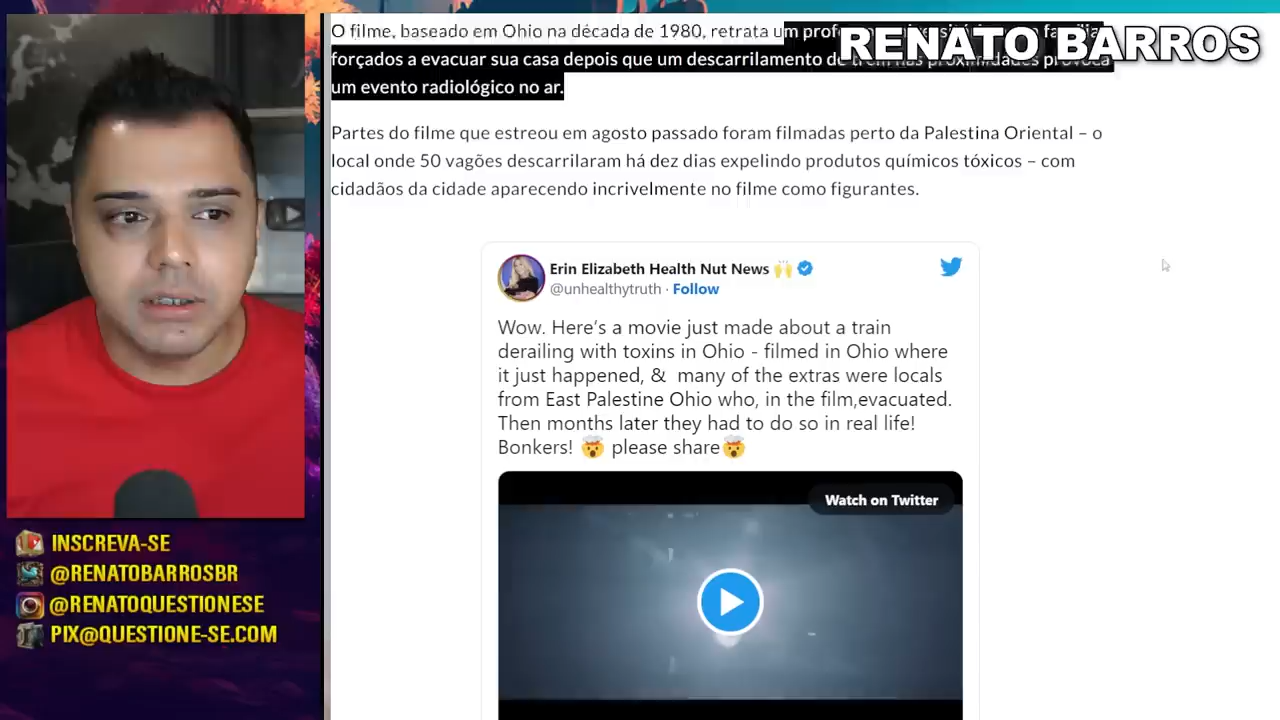 O filme, baseado em Ohio na década de 1980, retrata um
RENATO BARROS
forçados a evacuar sua casa depois que um descarrilamento de
um evento radiológico no ar.
Partes do filme que estreou em agosto passado foram filmadas perto da Palestina Oriental – o
local onde 50 vagões descarrilaram há dez dias expelindo produtos químicos tóxicos – com
cidadãos da cidade aparecendo incrivelmente no filme como figurantes.
Erin Elizabeth Health Nut News 🙌
@unhealthytruth · Follow
Wow. Here's a movie just made about a train
derailing with toxins in Ohio - filmed in Ohio where
it just happened, & many of the extras were locals
from East Palestine Ohio who, in the film,evacuated.
Then months later they had to do so in real life!
Bonkers! 🤯 please share🤯
Watch on Twitter
INSCREVA-SE
@RENATOBARROSBR
@RENATOQUESTIONESE
PIX@QUESTIONE-SE.COM